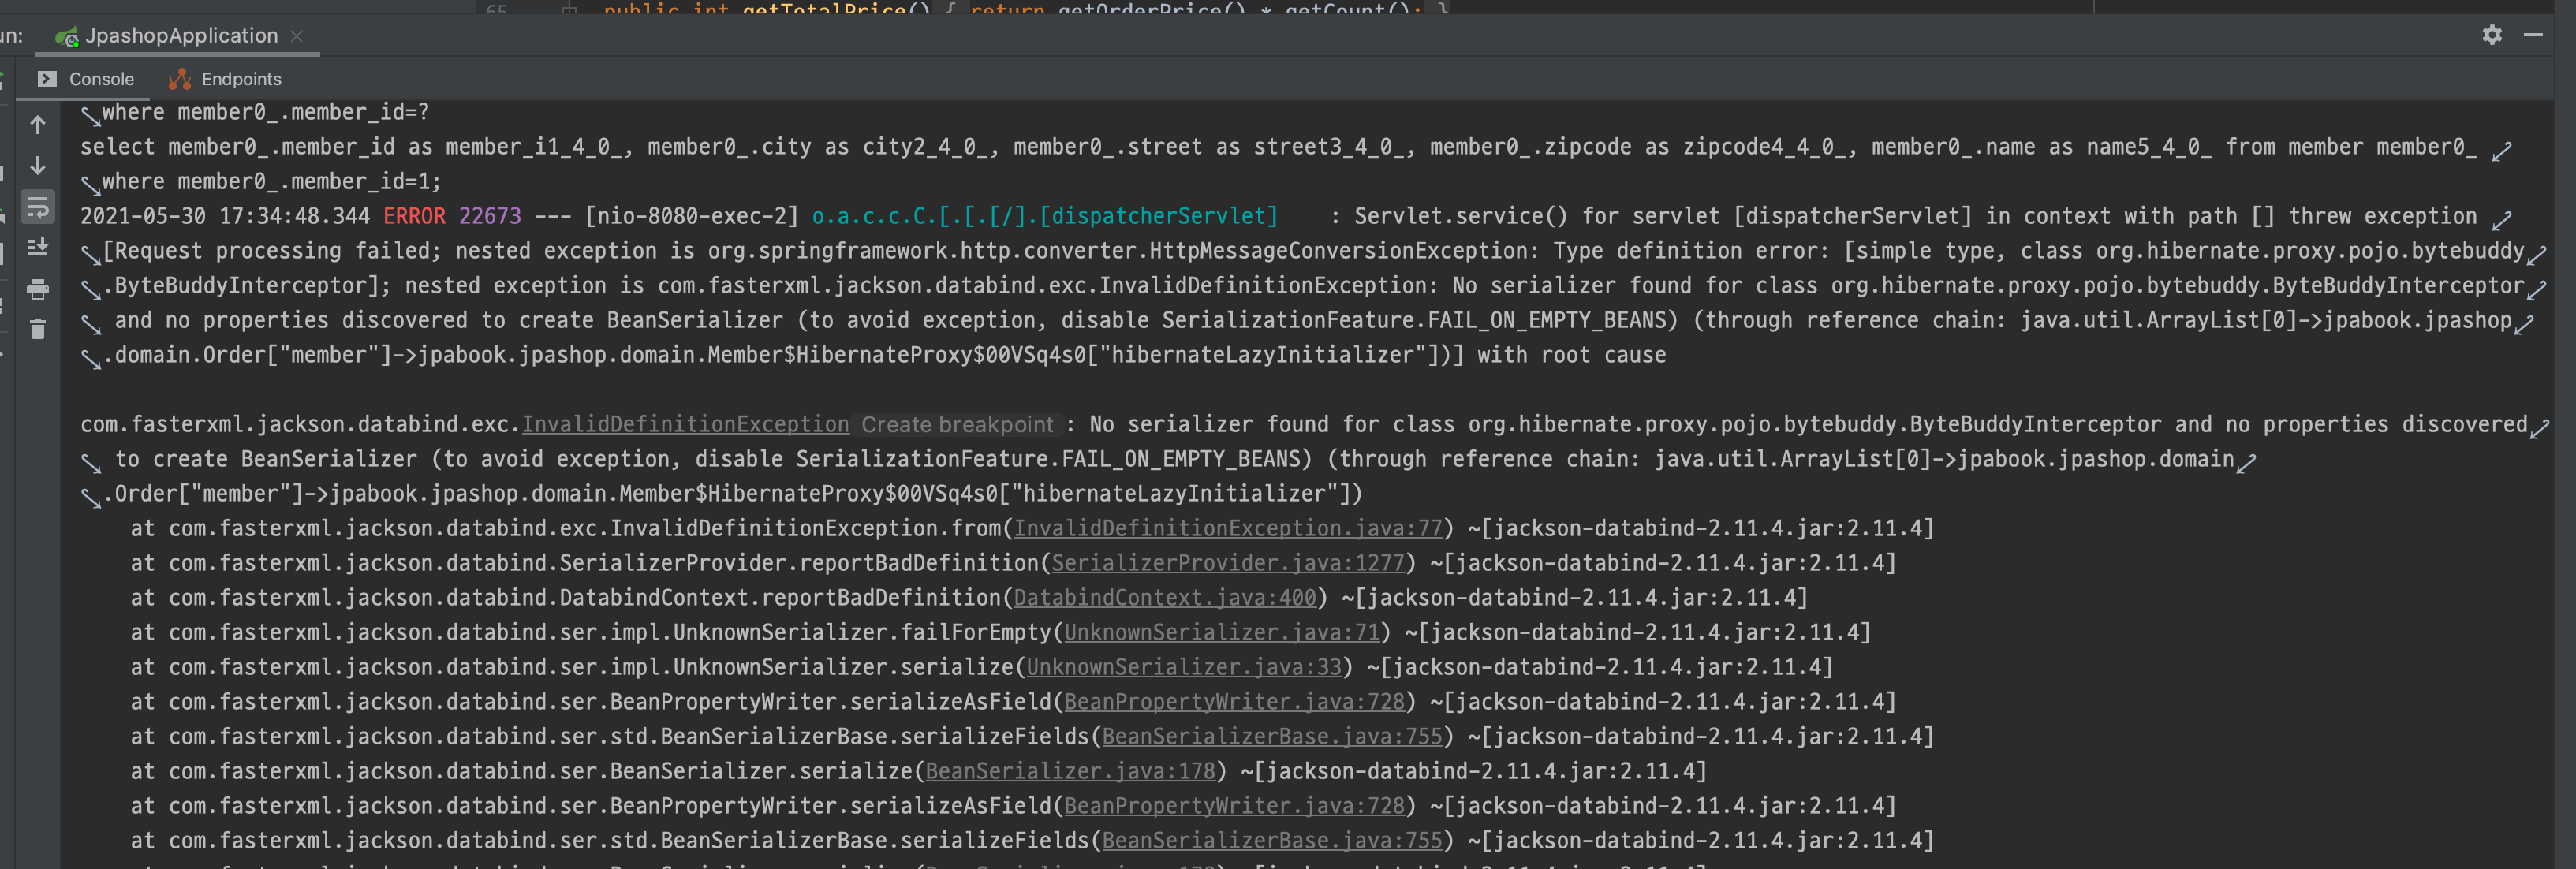 65 public int getTotalPrice() { return getOrderPrice() * getCount(); }
un: JpashopApplication
Console Endpoints
where member0_.member_id=?
select member0_.member_id as member_i1_4_0_, member0_.city as city2_4_0_, member0_.street as street3_4_0_, member0_.zipcode as zipcode4_4_0_, member0_.name as name5_4_0_ from member member0_
where member0_.member_id=1;
2021-05-30 17:34:48.344 ERROR 22673 --- [nio-8080-exec-2] o.a.c.c.C.[.[.[/].[dispatcherServlet]    : Servlet.service() for servlet [dispatcherServlet] in context with path [] threw exception
[Request processing failed; nested exception is org.springframework.http.converter.HttpMessageConversionException: Type definition error: [simple type, class org.hibernate.proxy.pojo.bytebuddy
.ByteBuddyInterceptor]; nested exception is com.fasterxml.jackson.databind.exc.InvalidDefinitionException: No serializer found for class org.hibernate.proxy.pojo.bytebuddy.ByteBuddyInterceptor
and no properties discovered to create BeanSerializer (to avoid exception, disable SerializationFeature.FAIL_ON_EMPTY_BEANS) (through reference chain: java.util.ArrayList[0]->jpabook.jpashop
.domain.Order["member"]->jpabook.jpashop.domain.Member$HibernateProxy$00VSq4s0["hibernateLazyInitializer"])] with root cause
com.fasterxml.jackson.databind.exc.InvalidDefinitionException Create breakpoint : No serializer found for class org.hibernate.proxy.pojo.bytebuddy.ByteBuddyInterceptor and no properties discovered
to create BeanSerializer (to avoid exception, disable SerializationFeature.FAIL_ON_EMPTY_BEANS) (through reference chain: java.util.ArrayList[0]->jpabook.jpashop.domain
.Order["member"]->jpabook.jpashop.domain.Member$HibernateProxy$00VSq4s0["hibernateLazyInitializer"])
at com.fasterxml.jackson.databind.exc.InvalidDefinitionException.from(InvalidDefinitionException.java:77) ~[jackson-databind-2.11.4.jar:2.11.4]
at com.fasterxml.jackson.databind.SerializerProvider.reportBadDefinition(SerializerProvider.java:1277) ~[jackson-databind-2.11.4.jar:2.11.4]
at com.fasterxml.jackson.databind.DatabindContext.reportBadDefinition(DatabindContext.java:400) ~[jackson-databind-2.11.4.jar:2.11.4]
at com.fasterxml.jackson.databind.ser.impl.UnknownSerializer.failForEmpty(UnknownSerializer.java:71) ~[jackson-databind-2.11.4.jar:2.11.4]
at com.fasterxml.jackson.databind.ser.impl.UnknownSerializer.serialize(UnknownSerializer.java:33) ~[jackson-databind-2.11.4.jar:2.11.4]
at com.fasterxml.jackson.databind.ser.BeanPropertyWriter.serializeAsField(BeanPropertyWriter.java:728) ~[jackson-databind-2.11.4.jar:2.11.4]
at com.fasterxml.jackson.databind.ser.std.BeanSerializerBase.serializeFields(BeanSerializerBase.java:755) ~[jackson-databind-2.11.4.jar:2.11.4]
at com.fasterxml.jackson.databind.ser.BeanSerializer.serialize(BeanSerializer.java:178) ~[jackson-databind-2.11.4.jar:2.11.4]
at com.fasterxml.jackson.databind.ser.BeanPropertyWriter.serializeAsField(BeanPropertyWriter.java:728) ~[jackson-databind-2.11.4.jar:2.11.4]
at com.fasterxml.jackson.databind.ser.std.BeanSerializerBase.serializeFields(BeanSerializerBase.java:755) ~[jackson-databind-2.11.4.jar:2.11.4]